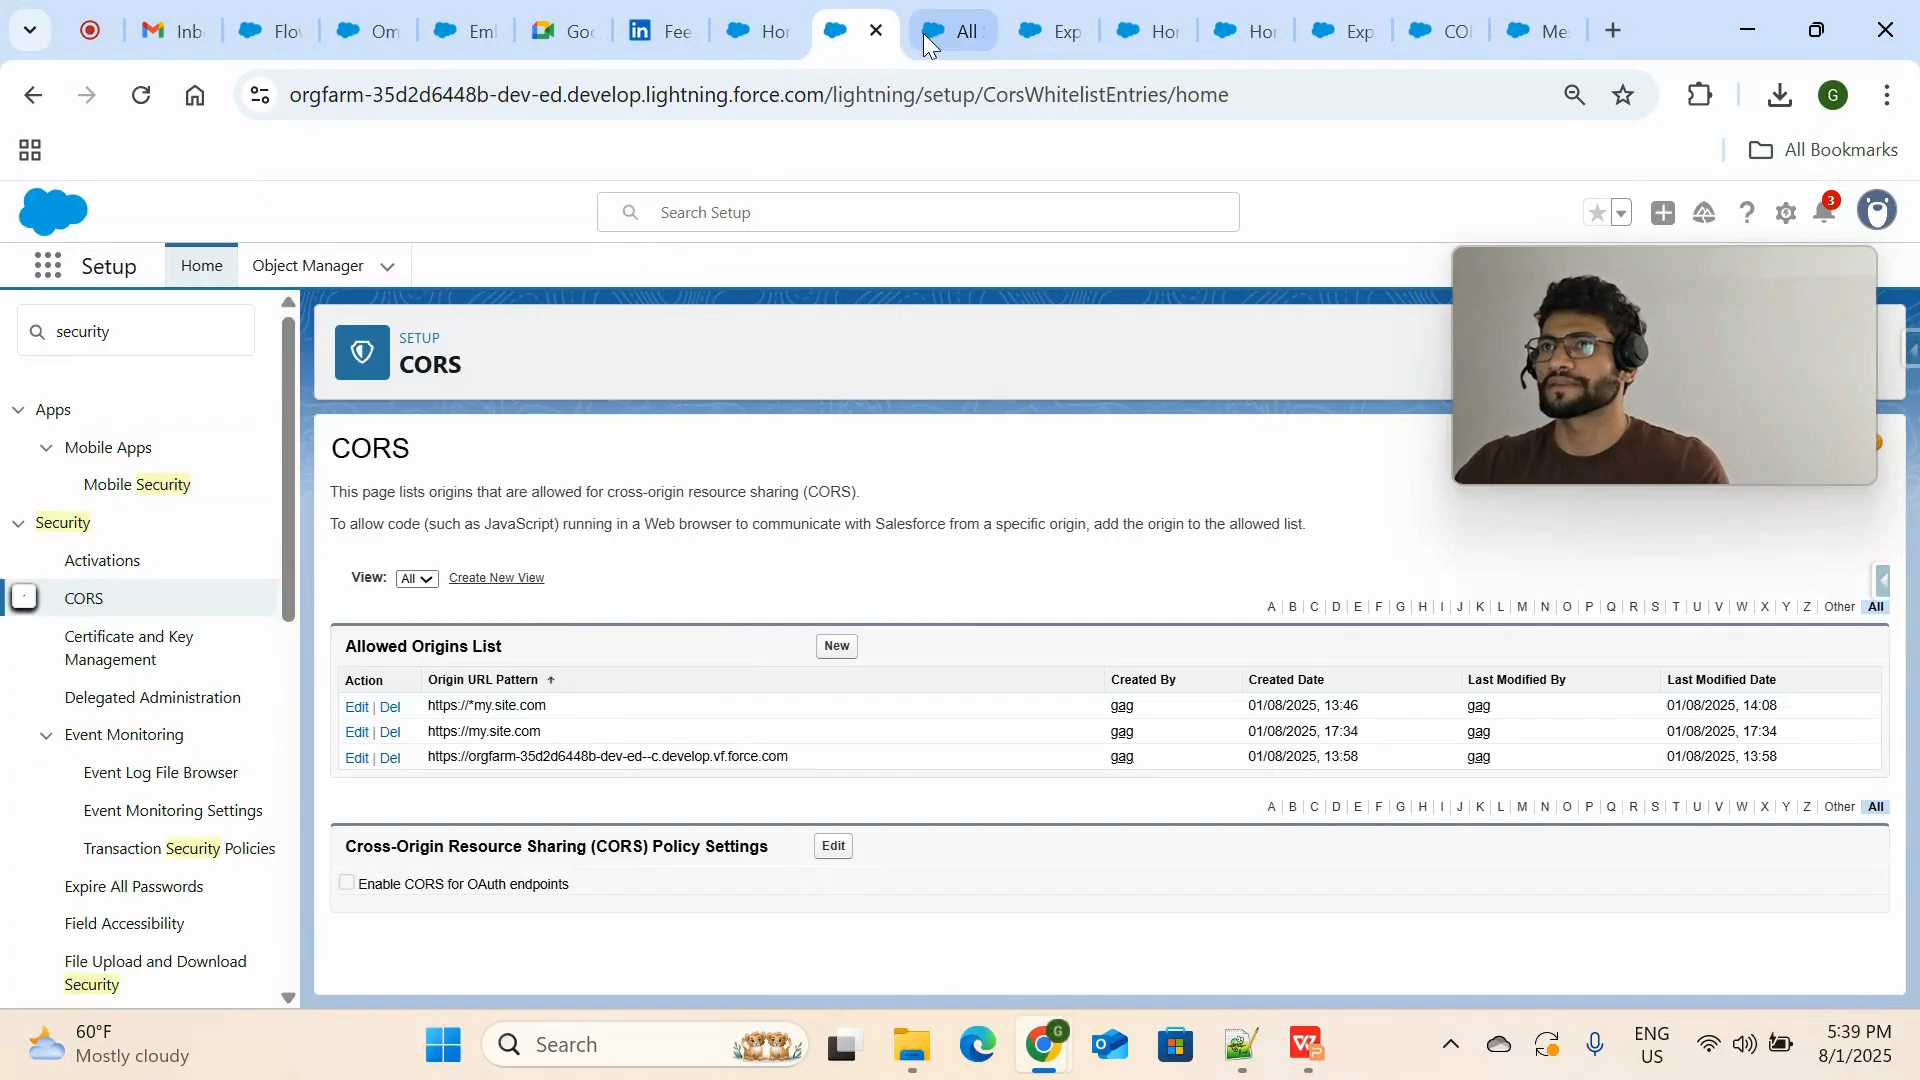 Inb
Flo
Om
Eml
Go
Fee
Hor
All
Exp
Hor
Hor
Exp
COI
Me
orgfarm-35d2d6448b-dev-ed.develop.lightning.force.com/lightning/setup/CorsWhitelistEntries/home
G
All Bookmarks
Search Setup
3
Setup
Home
Object Manager
security
Apps
Mobile Apps
Mobile Security
Security
Activations
CORS
Certificate and Key
Management
Delegated Administration
Event Monitoring
Event Log File Browser
Event Monitoring Settings
Transaction Security Policies
Expire All Passwords
Field Accessibility
File Upload and Download
Security
SETUP
CORS
CORS
This page lists origins that are allowed for cross-origin resource sharing (CORS).
To allow code (such as JavaScript) running in a Web browser to communicate with Salesforce from a specific origin, add the origin to the allowed list.
View: All Create New View
A | B | C | D | E | F | G | H | I | J | K | L | M | N | O | P | Q | R | S | T | U | V | W | X | Y | Z | Other All
Allowed Origins List New
Action Origin URL Pattern Created By Created Date Last Modified By Last Modified Date
Edit | Del https://*my.site.com gag 01/08/2025, 13:46 gag 01/08/2025, 14:08
Edit | Del https://my.site.com gag 01/08/2025, 17:34 gag 01/08/2025, 17:34
Edit | Del https://orgfarm-35d2d6448b-dev-ed--c.develop.vf.force.com gag 01/08/2025, 13:58 gag 01/08/2025, 13:58
A | B | C | D | E | F | G | H | I | J | K | L | M | N | O | P | Q | R | S | T | U | V | W | X | Y | Z | Other All
Cross-Origin Resource Sharing (CORS) Policy Settings Edit
Enable CORS for OAuth endpoints
60°F
Mostly cloudy
Search
G
ENG
US
5:39 PM
8/1/2025